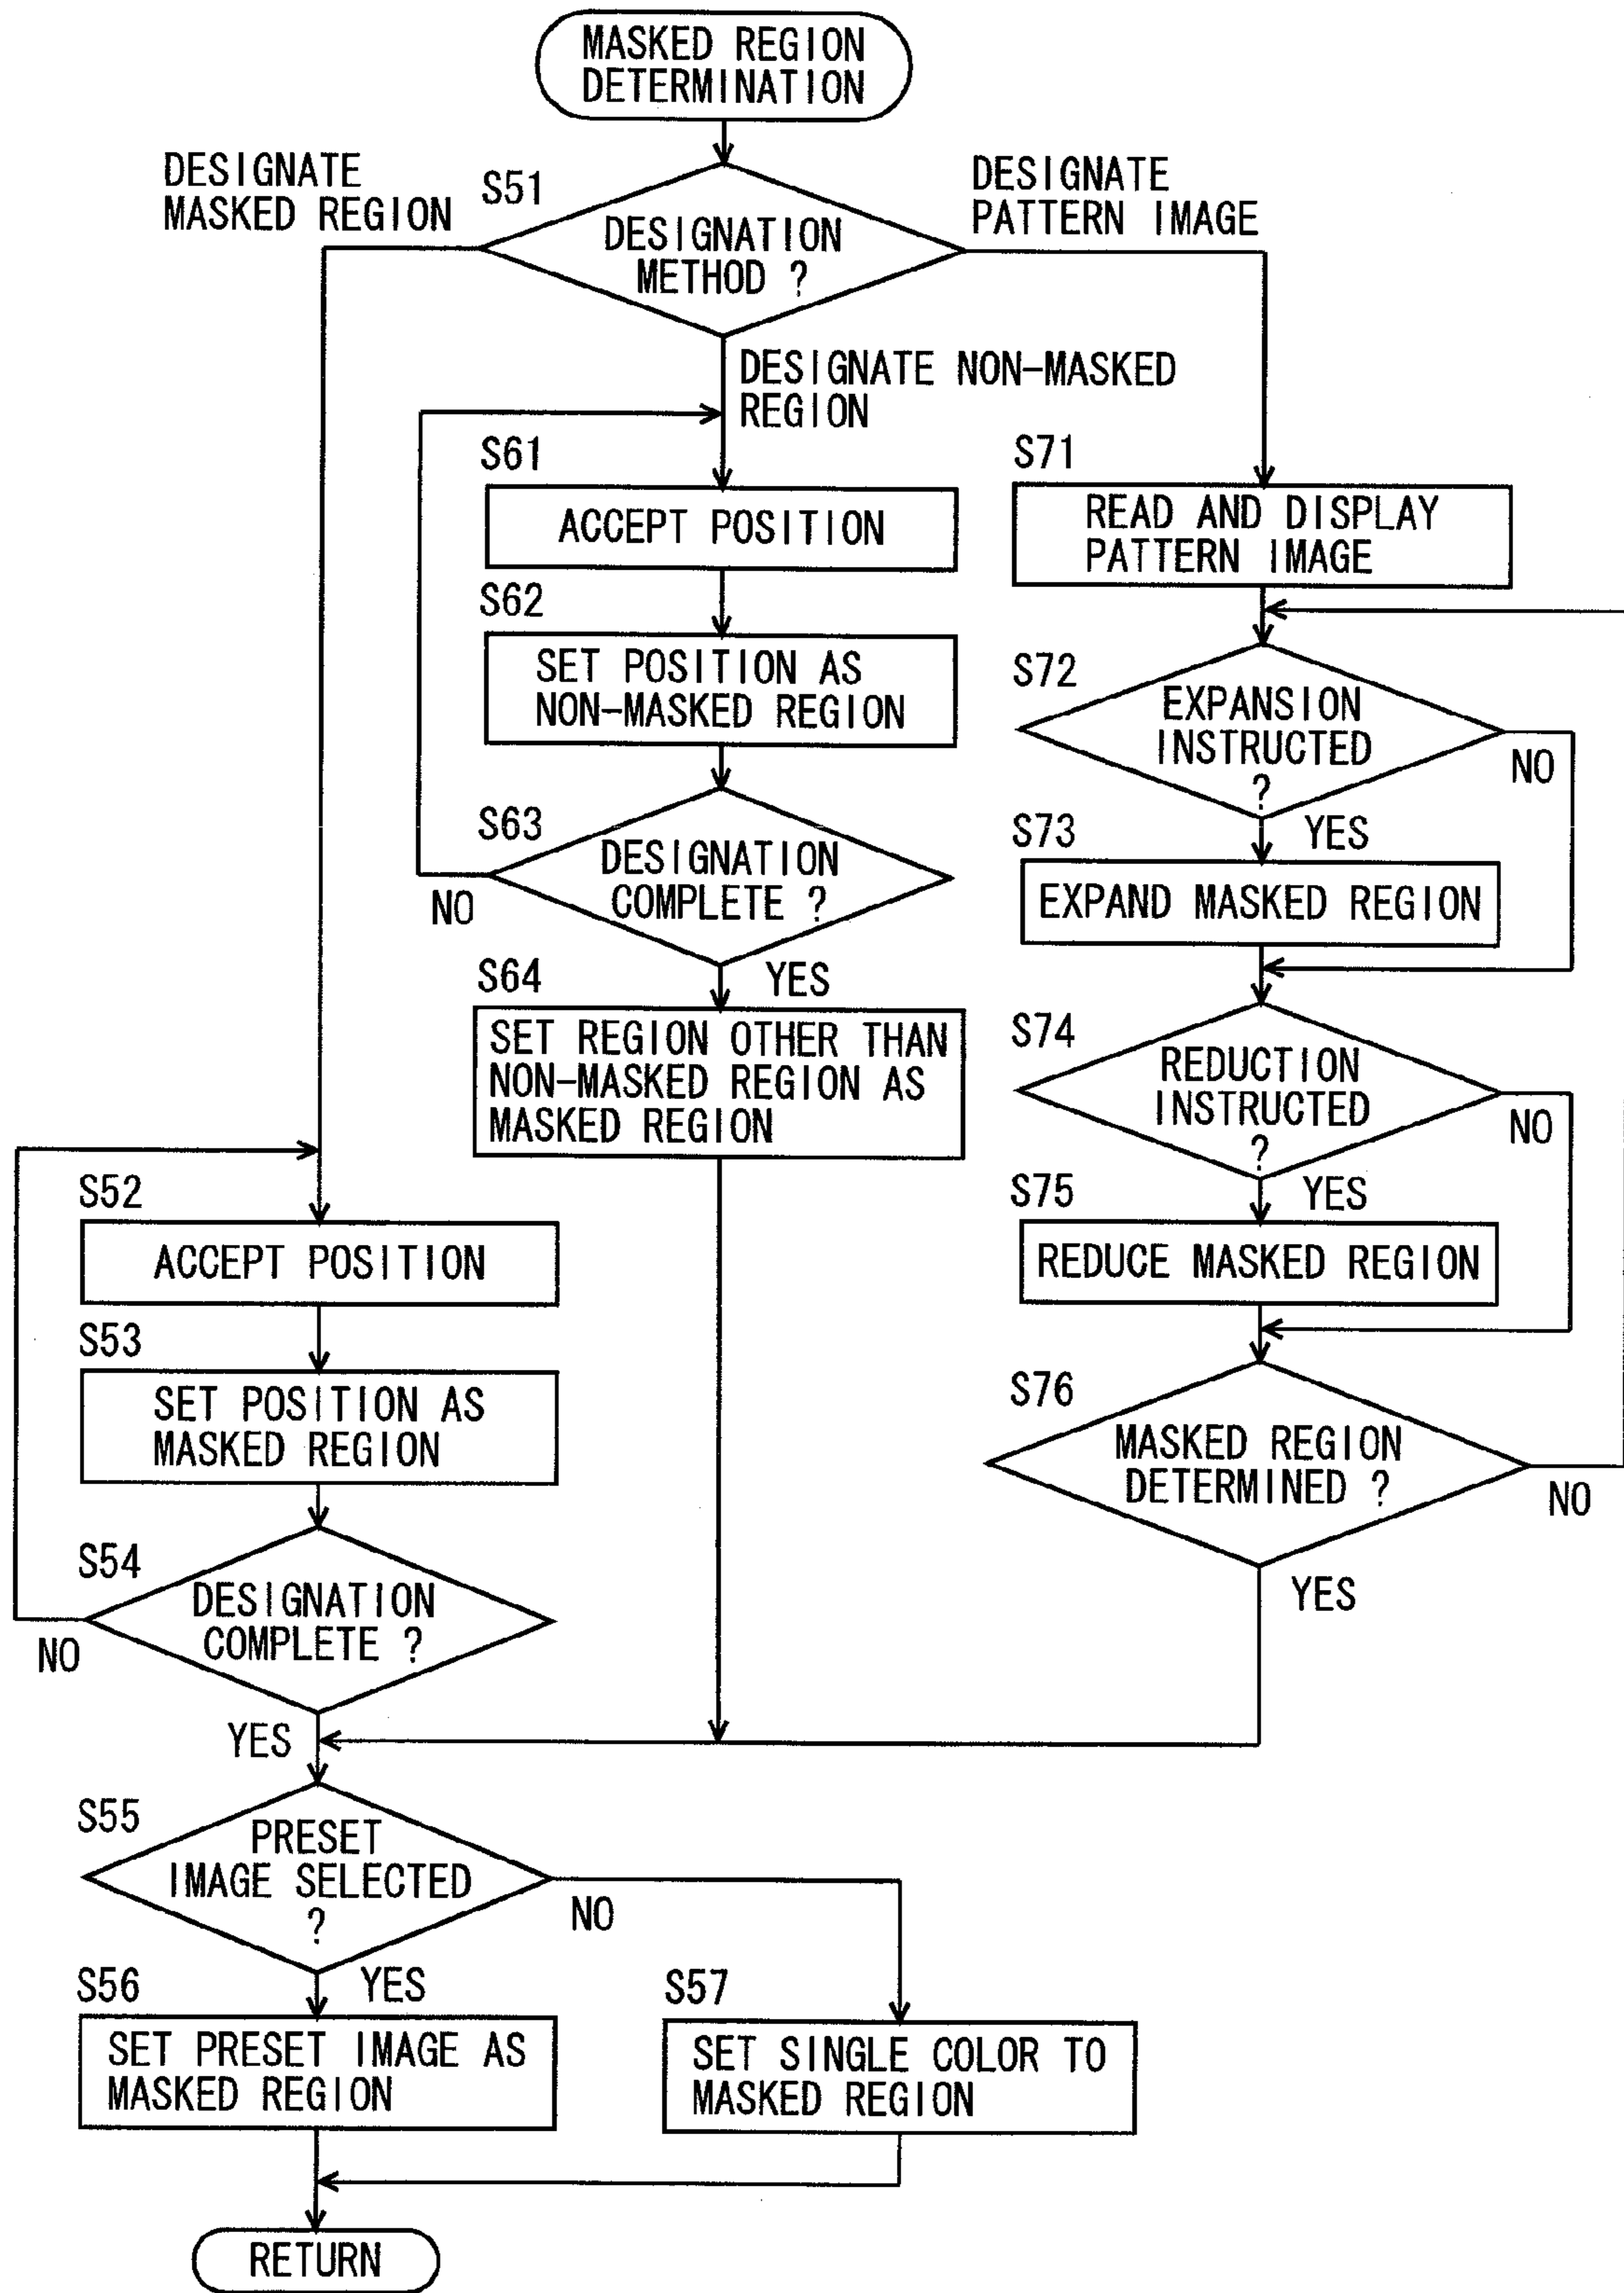 MASKED REGION
DETERMINATION
DESIGNATE
MASKED REGION
S51
DESIGNATION
METHOD ?
DESIGNATE
PATTERN IMAGE
DESIGNATE NON-MASKED
REGION
S61
ACCEPT POSITION
S62
SET POSITION AS
NON-MASKED REGION
S63
DESIGNATION
COMPLETE ?
NO
YES
S64
SET REGION OTHER THAN
NON-MASKED REGION AS
MASKED REGION
S71
READ AND DISPLAY
PATTERN IMAGE
S72
EXPANSION
INSTRUCTED
?
NO
YES
S73
EXPAND MASKED REGION
S74
REDUCTION
INSTRUCTED
?
NO
YES
S75
REDUCE MASKED REGION
S76
MASKED REGION
DETERMINED ?
NO
YES
S52
ACCEPT POSITION
S53
SET POSITION AS
MASKED REGION
S54
DESIGNATION
COMPLETE ?
NO
YES
S55
PRESET
IMAGE SELECTED
?
NO
YES
S56
SET PRESET IMAGE AS
MASKED REGION
S57
SET SINGLE COLOR TO
MASKED REGION
RETURN